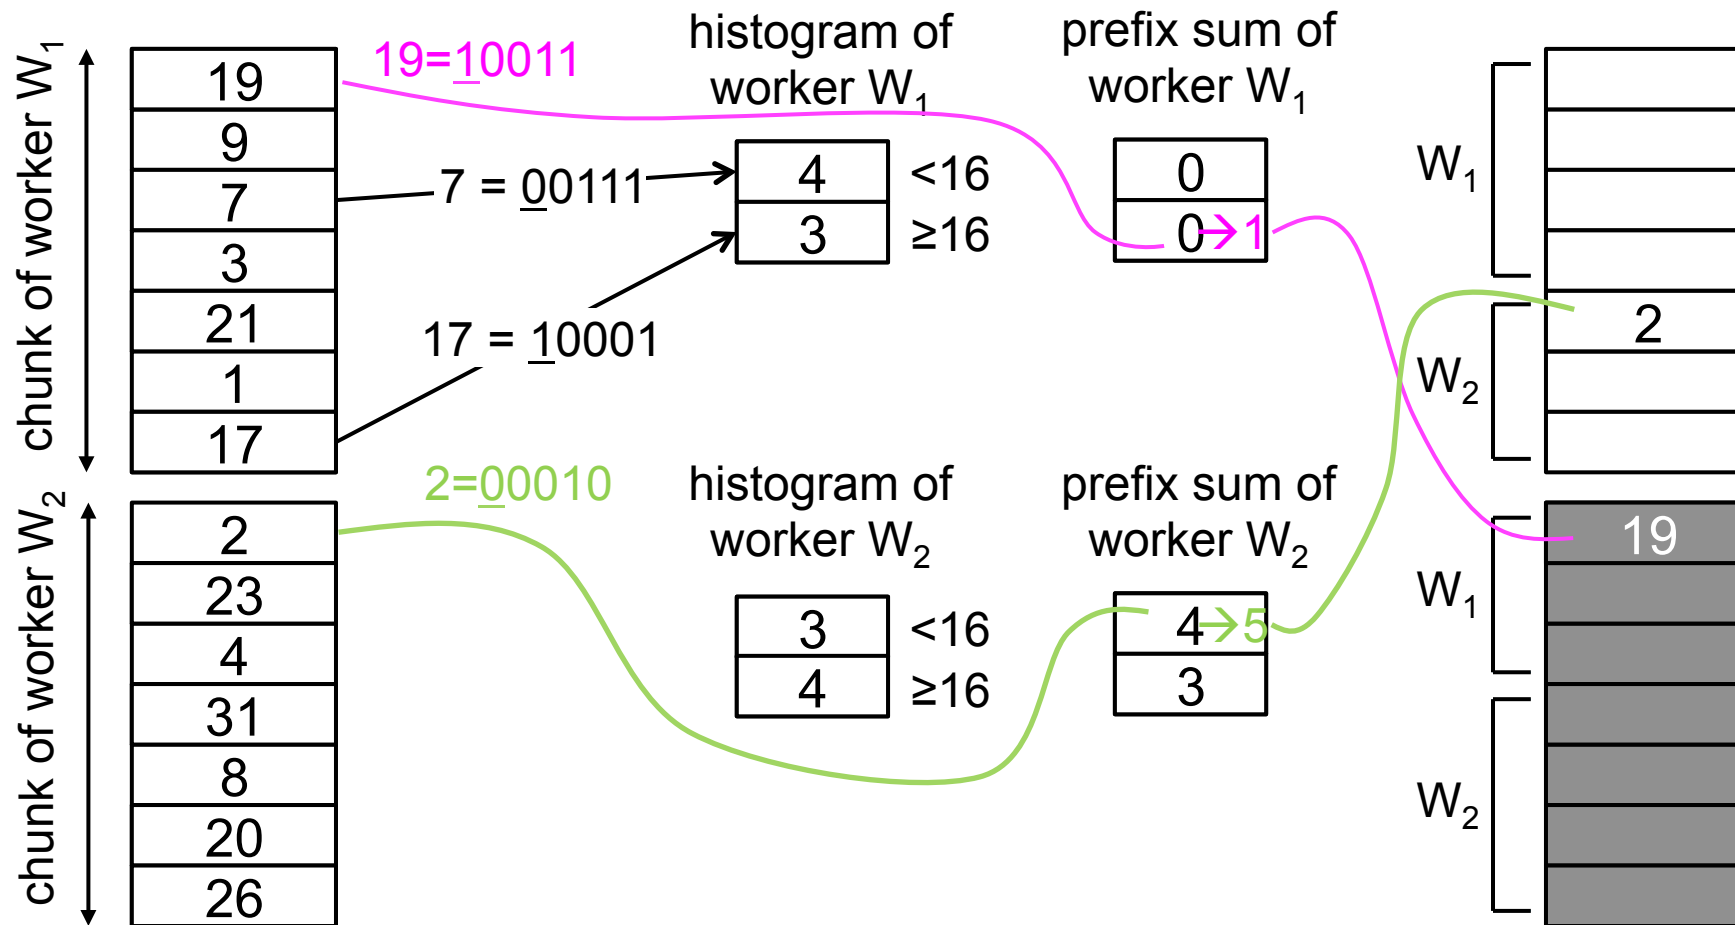 chunk of worker W₁
19
9
7
3
21
1
17
19=10011
7 = 00111
17 = 10001
histogram of
worker W₁
4 <16
3 ≥16
prefix sum of
worker W₁
0
0→1
W₁
W₂
2
chunk of worker W₂
2
23
4
31
8
20
26
2=00010
histogram of
worker W₂
3 <16
4 ≥16
prefix sum of
worker W₂
4→5
3
W₁
W₂
19